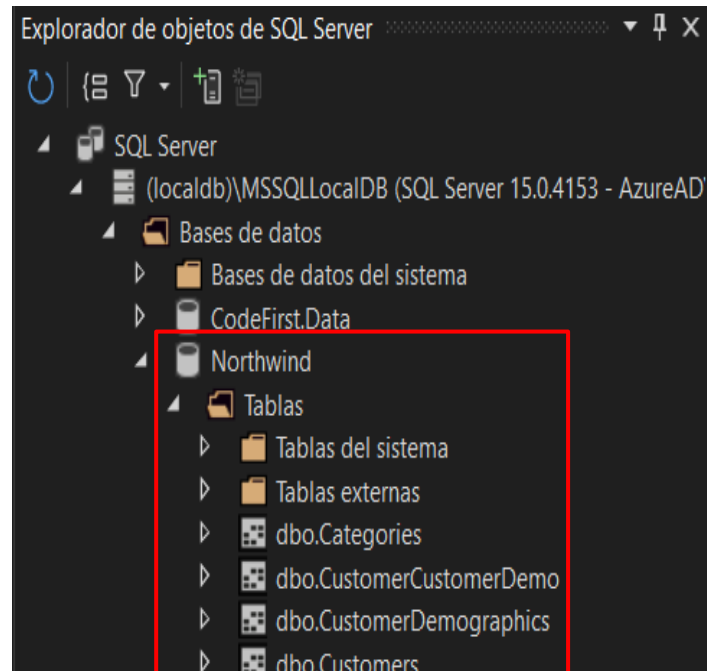 Explorador de objetos de SQL Server
SQL Server
(localdb)\MSSQLLocalDB (SQL Server 15.0.4153 - AzureAD
Bases de datos
Bases de datos del sistema
CodeFirst.Data
Northwind
Tablas
Tablas del sistema
Tablas externas
dbo.Categories
dbo.CustomerCustomerDemo
dbo.CustomerDemographics
dbo.Customers